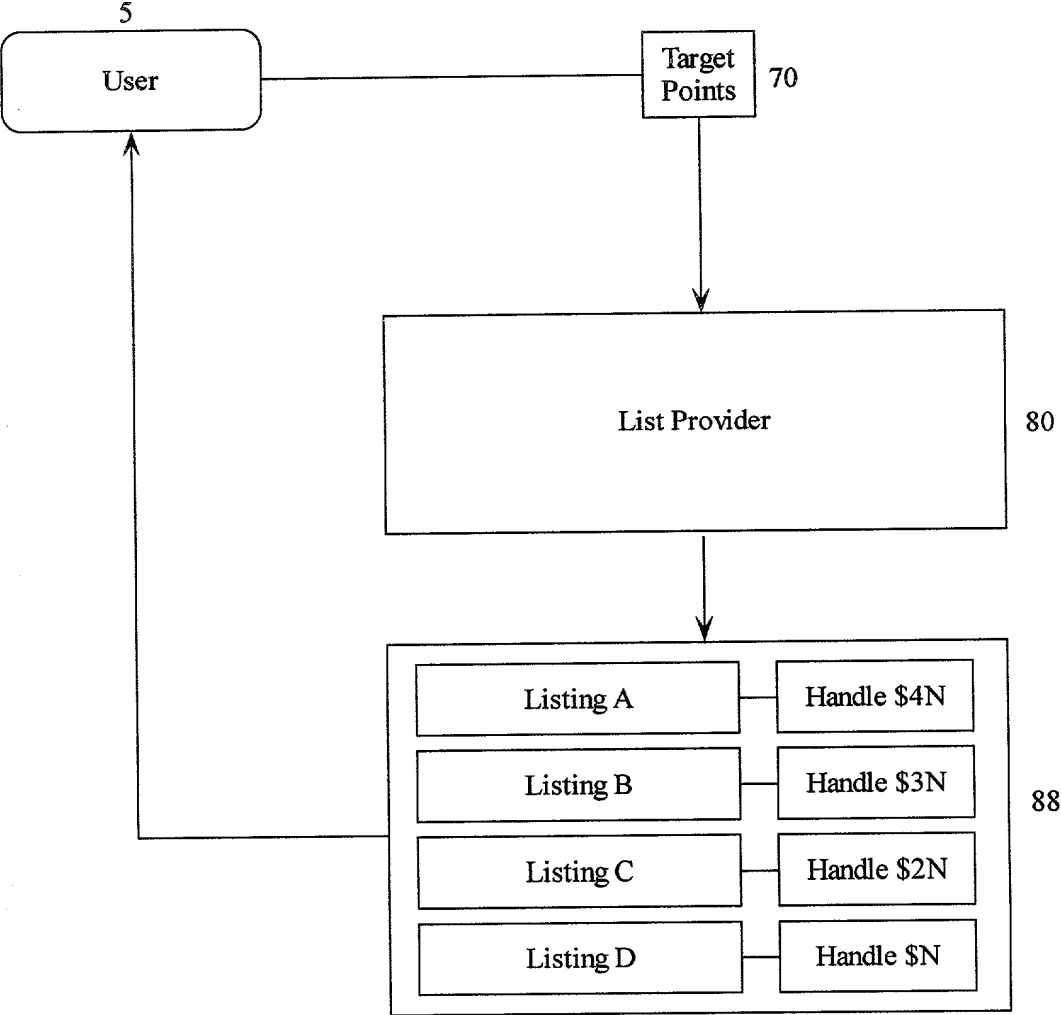 5
User
Target
Points
70
List Provider
80
Listing A
Handle $4N
Listing B
Handle $3N
88
Listing C
Handle $2N
Listing D
Handle $N